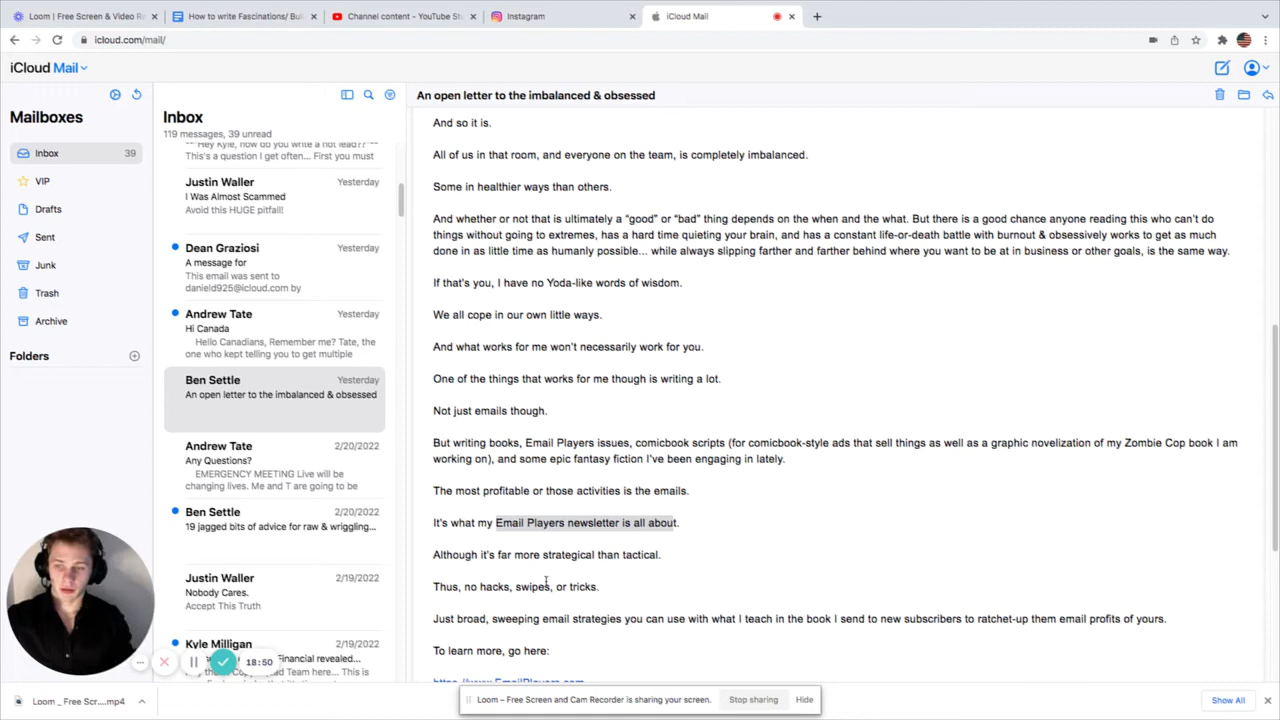 Loom | Free Screen & Video Re
How to write Fascinations/ Bul
Channel content - YouTube Stu
Instagram
iCloud Mail
icloud.com/mail/
iCloud Mail
Mailboxes
Inbox 39
VIP
Drafts
Sent
Junk
Trash
Archive
Folders
Inbox
119 messages, 39 unread
"Hey Kyle, how do you write a hot lead??"
This's a question I get often... First you must
Justin Waller Yesterday
I Was Almost Scammed
Avoid this HUGE pitfall!
Dean Graziosi Yesterday
A message for
This email was sent to
danield925@icloud.com by
Andrew Tate Yesterday
Hi Canada
Hello Canadians, Remember me? Tate, the
one who kept telling you to get multiple
Ben Settle Yesterday
An open letter to the imbalanced & obsessed
Andrew Tate 2/20/2022
Any Questions?
EMERGENCY MEETING Live will be
changing lives. Me and T are going to be
Ben Settle 2/20/2022
19 jagged bits of advice for raw & wriggling...
Justin Waller 2/19/2022
Nobody Cares.
Accept This Truth
Kyle Milligan 2/19/2022
Financial revealed...
Team here...
An open letter to the imbalanced & obsessed
And so it is.
All of us in that room, and everyone on the team, is completely imbalanced.
Some in healthier ways than others.
And whether or not that is ultimately a “good” or “bad” thing depends on the when and the what. But there is a good chance anyone reading this who can’t do
things without going to extremes, has a hard time quieting your brain, and has a constant life-or-death battle with burnout & obsessively works to get as much
done in as little time as humanly possible... while always slipping farther and farther behind where you want to be at in business or other goals, is the same way.
If that’s you, I have no Yoda-like words of wisdom.
We all cope in our own little ways.
And what works for me won’t necessarily work for you.
One of the things that works for me though is writing a lot.
Not just emails though.
But writing books, Email Players issues, comicbook scripts (for comicbook-style ads that sell things as well as a graphic novelization of my Zombie Cop book I am
working on), and some epic fantasy fiction I’ve been engaging in lately.
The most profitable or those activities is the emails.
It’s what my Email Players newsletter is all about.
Although it’s far more strategical than tactical.
Thus, no hacks, swipes, or tricks.
Just broad, sweeping email strategies you can use with what I teach in the book I send to new subscribers to ratchet-up them email profits of yours.
To learn more, go here:
https://www.EmailPlayers.com
18:50
Loom _ Free Scr....mp4
Loom – Free Screen and Cam Recorder is sharing your screen.
Stop sharing
Hide
Show All